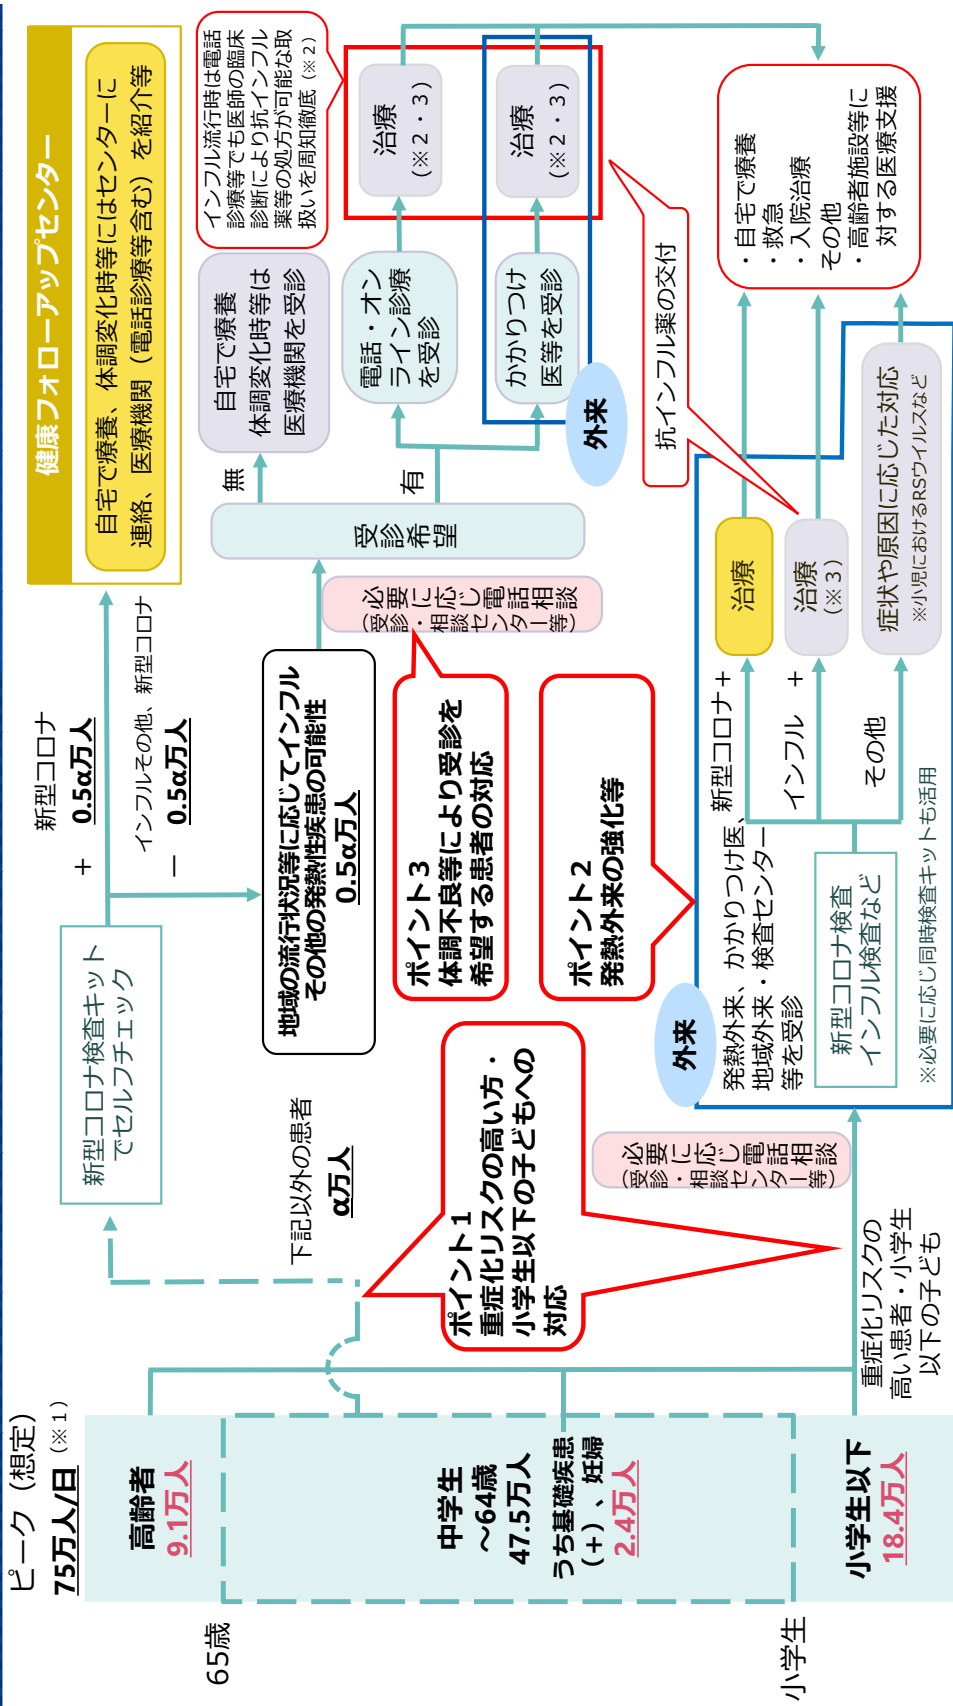 ピーク（想定）
75万人/日（※１）
65歳
小学生
高齢者
9.1万人
中学生
～64歳
47.5万人
うち基礎疾患
（＋）、妊婦
2.4万人
小学生以下
18.4万人
新型コロナ検査キット
でセルフチェック
下記以外の患者
α万人
新型コロナ
＋
0.5α万人
インフルその他、新型コロナ
－
0.5α万人
健康フォローアップセンター
自宅で療養、体調変化時等にはセンターに
連絡、医療機関（電話診療等含む）を紹介等
地域の流行状況等に応じてインフル
その他の発熱性疾患の可能性
0.5α万人
必要に応じ電話相談
（受診・相談センター等）
受診希望
無
有
自宅で療養
体調変化時等は
医療機関を受診
電話・オン
ライン診療
を受診
かかりつけ
医等を受診
外来
インフル流行時は電話
診療等でも医師の臨床
診断により抗インフル
薬等の処方が可能な取
扱いを周知徹底（※２）
治療
（※２・３）
治療
（※２・３）
ポイント１
重症化リスクの高い方・
小学生以下の子どもへの
対応
ポイント３
体調不良等により受診を
希望する患者の対応
ポイント２
発熱外来の強化等
抗インフル薬の交付
重症化リスクの
高い患者・小学生
以下の子ども
必要に応じ電話相談
（受診・相談センター等）
外来
発熱外来、かかりつけ医、
地域外来・検査センター
等を受診
新型コロナ検査
インフル検査など
※必要に応じ同時検査キットも活用
新型コロナ＋
インフル　＋
その他
治療
治療
（※３）
症状や原因に応じた対応
※小児におけるRSウイルスなど
・自宅で療養
・救急
・入院治療
その他
・高齢者施設等に
対する医療支援